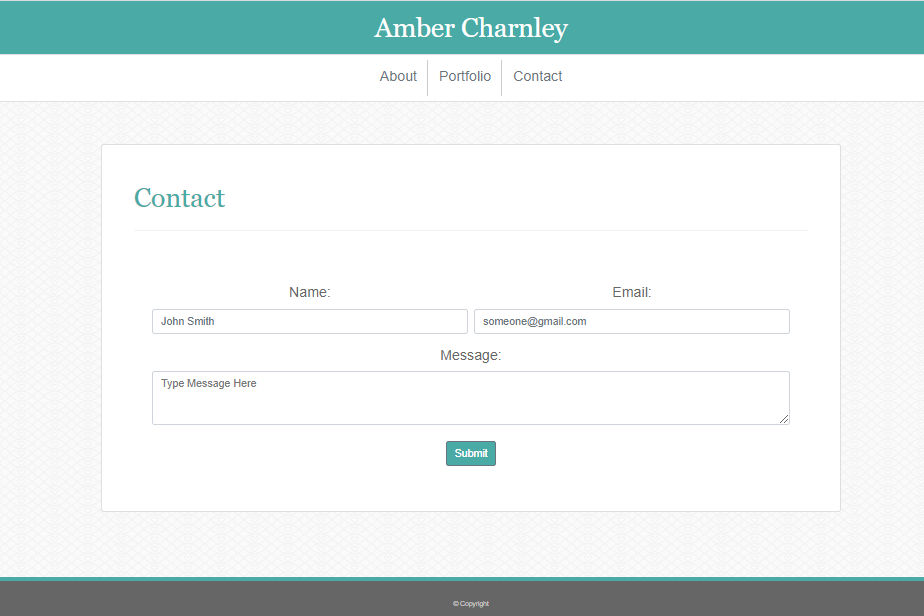 Amber Charnley
About Portfolio Contact
Contact
Name: Email:
John Smith someone@gmail.com
Message:
Type Message Here
Submit
© Copyright